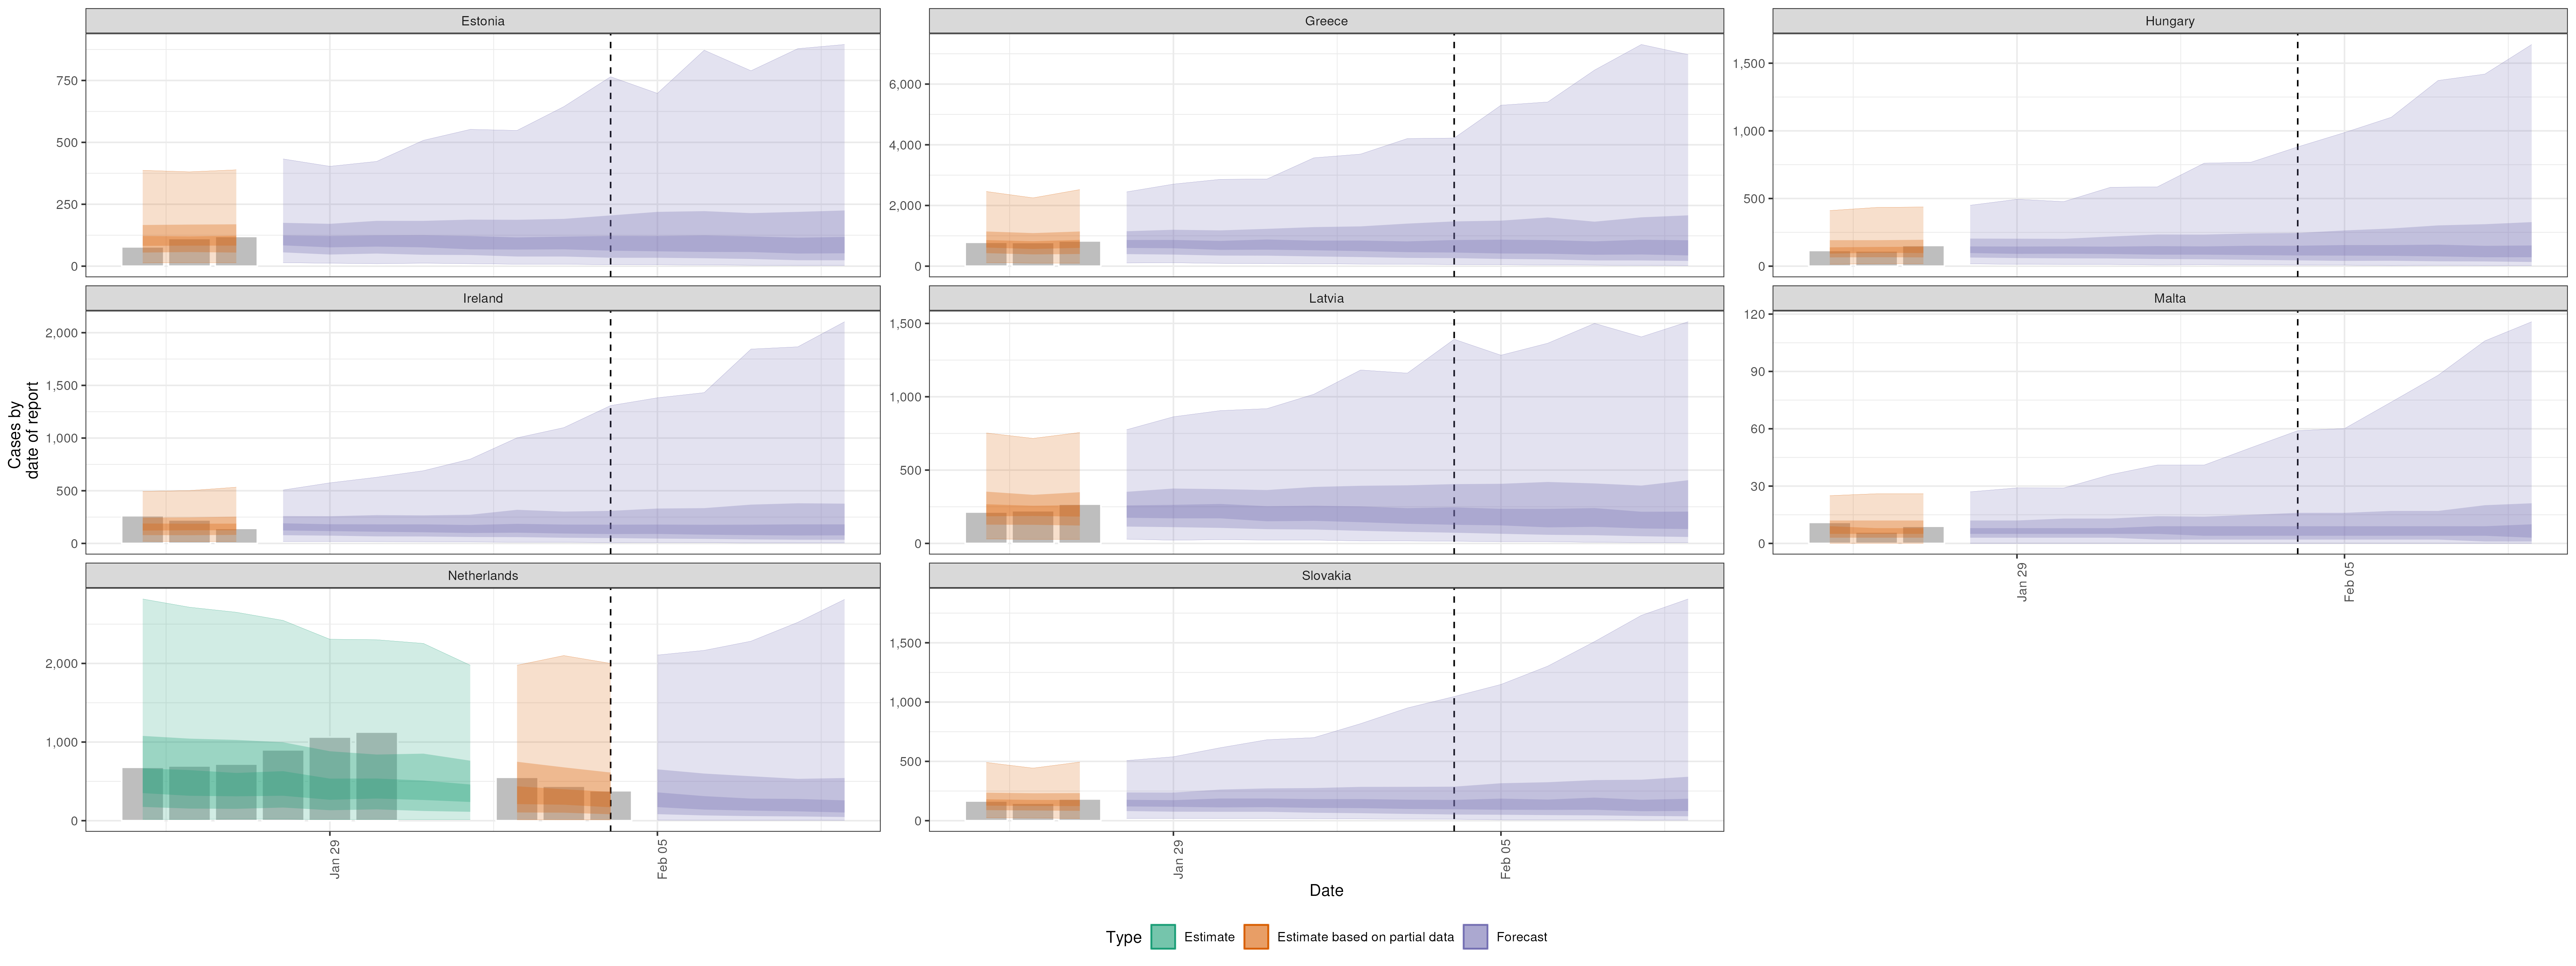 Estonia
Greece
Hungary
750
500
250
0
6,000
4,000
2,000
0
1,500
1,000
500
0
Ireland
Latvia
Malta
2,000
1,500
1,000
500
0
1,500
1,000
500
0
120
90
60
30
0
Jan 29
Feb 05
Cases by
date of report
Netherlands
Slovakia
2,000
1,000
0
1,500
1,000
500
0
Jan 29
Feb 05
Jan 29
Feb 05
Date
Type Estimate Estimate based on partial data Forecast